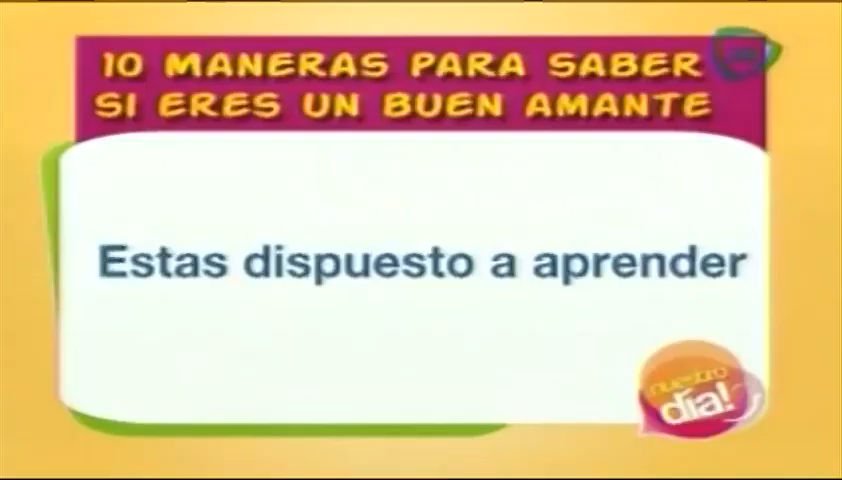 10 MANERAS PARA SABER
SI ERES UN BUEN AMANTE
Estas dispuesto a aprender
nuestro
día!